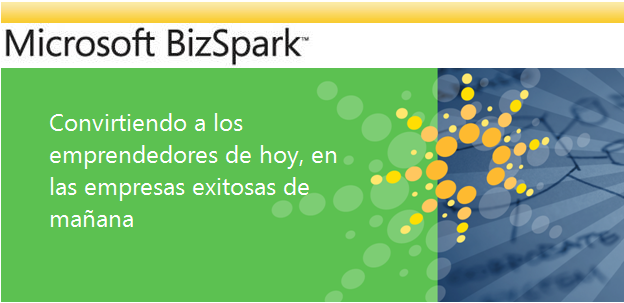 Microsoft BizSpark™
Convirtiendo a los
emprendedores de hoy, en
las empresas exitosas de
mañana